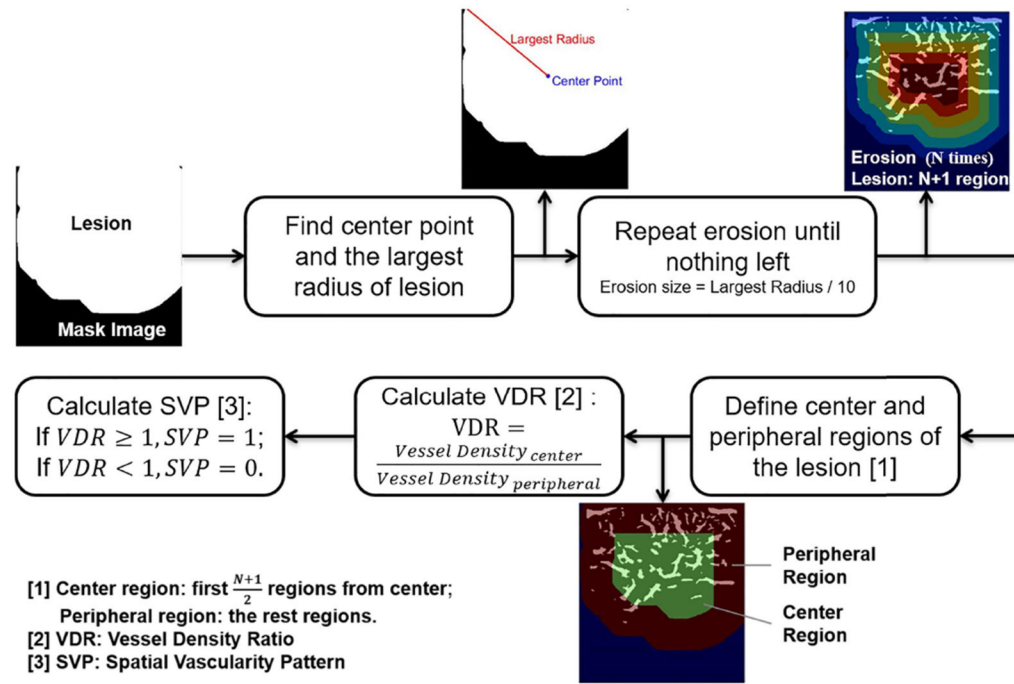 Largest Radius
Center Point
Erosion (N times)
Lesion: N+1 region
Lesion
Mask Image
Find center point
and the largest
radius of lesion
Repeat erosion until
nothing left
Erosion size = Largest Radius / 10
Calculate SVP [3]:
If VDR ≥ 1, SVP = 1;
If VDR < 1, SVP = 0.
Calculate VDR [2] :
VDR =
Vessel Density center
Vessel Density peripheral
Define center and
peripheral regions of
the lesion [1]
Peripheral
Region
Center
Region
[1] Center region: first N+1/2 regions from center;
Peripheral region: the rest regions.
[2] VDR: Vessel Density Ratio
[3] SVP: Spatial Vascularity Pattern